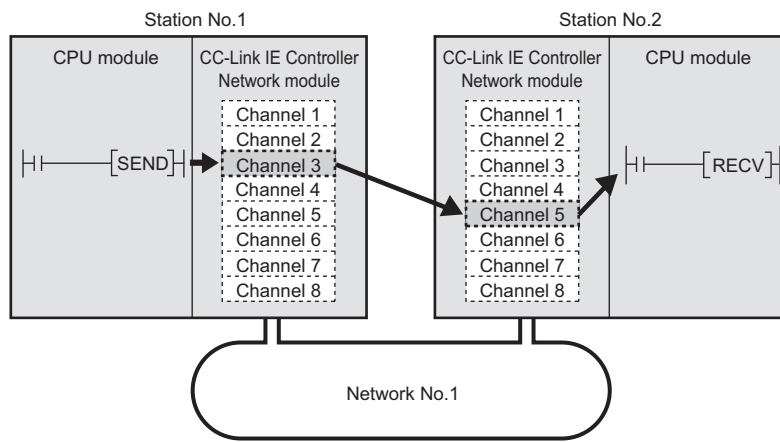 Station No.1
CPU module
CC-Link IE Controller
Network module
SEND
Channel 1
Channel 2
Channel 3
Channel 4
Channel 5
Channel 6
Channel 7
Channel 8
Station No.2
CC-Link IE Controller
Network module
Channel 1
Channel 2
Channel 3
Channel 4
Channel 5
Channel 6
Channel 7
Channel 8
CPU module
RECV
Network No.1